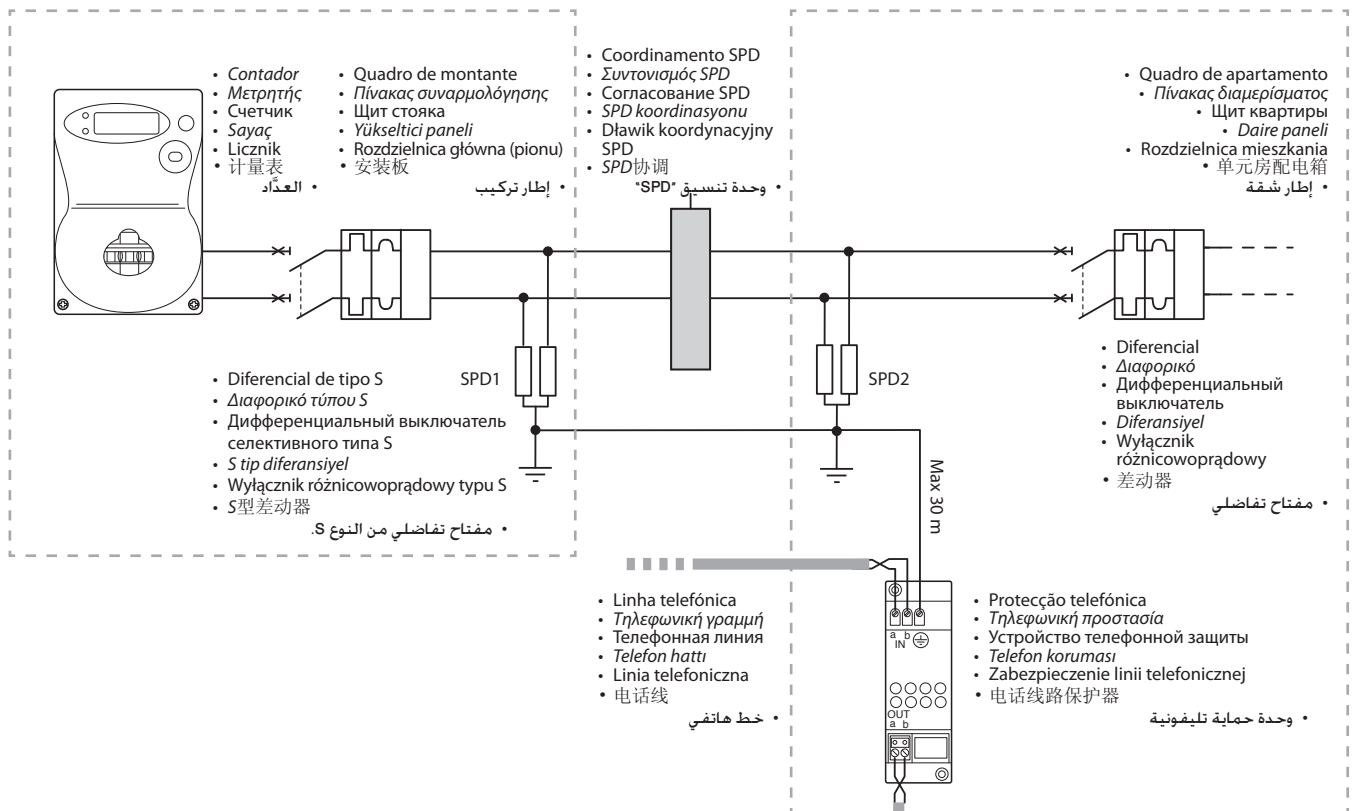 • Contador
• Μετρητής
• Счетчик
• Sayaç
• Licznik
• 计量表
• العدَّاد
• Quadro de montante
• Πίνακας συναρμολόγησης
• Щит стояка
• Yükseltici paneli
• Rozdzielnica główna (pionu)
• 安装板
• إطار تركيب
• Coordinamento SPD
• Συντονισμός SPD
• Согласование SPD
• SPD koordinasyonu
• Dławik koordynacyjny
SPD
• SPD协调
• وحدة تنسيق "SPD"
• Quadro de apartamento
• Πίνακας διαμερίσματος
• Щит квартиры
• Daire paneli
• Rozdzielnica mieszkania
• 单元房配电箱
• إطار شقة
• Diferencial de tipo S
• Διαφορικό τύπου S
• Дифференциальный выключатель
селективного типа S
• S tip diferansiyel
• Wyłącznik różnicowoprądowy typu S
• S型差动器
• مفتاح تفاضلي من النوع S.
SPD1
SPD2
• Diferencial
• Διαφορικό
• Дифференциальный
выключатель
• Diferansiyel
• Wyłącznik
różnicowoprądowy
• 差动器
• مفتاح تفاضلي
Max 30 m
• Linha telefónica
• Τηλεφωνική γραμμή
• Телефонная линия
• Telefon hattı
• Linia telefoniczna
• 电话线
• خط هاتفي
a b
IN
OUT
a b
• Protecção telefónica
• Τηλεφωνική προστασία
• Устройство телефонной защиты
• Telefon koruması
• Zabezpieczenie linii telefonicznej
• 电话线路保护器
• وحدة حماية تليفونية